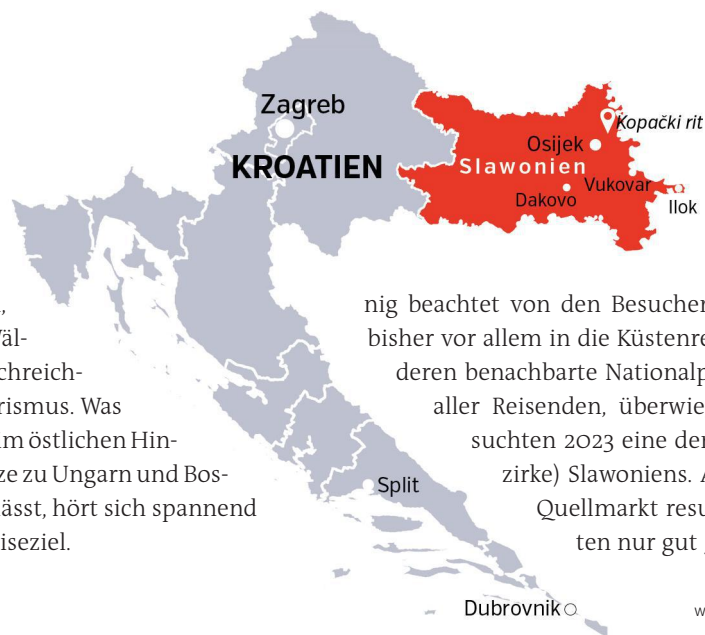 Zagreb
KROATIEN
Kopački rit
Osijek
Slawonien
Vukovar
Dakovo
Ilok
Split
Dubrovnik
chreich-
rismus. Was
m östlichen Hin-
ze zu Ungarn und Bos-
ässt, hört sich spannend
iseziel.
nig beachtet von den Besucher
bisher vor allem in die Küstenre
deren benachbarte Nationalp
aller Reisenden, überwie
suchten 2023 eine der
zirke) Slawoniens. A
Quellmarkt resu
ten nur gut